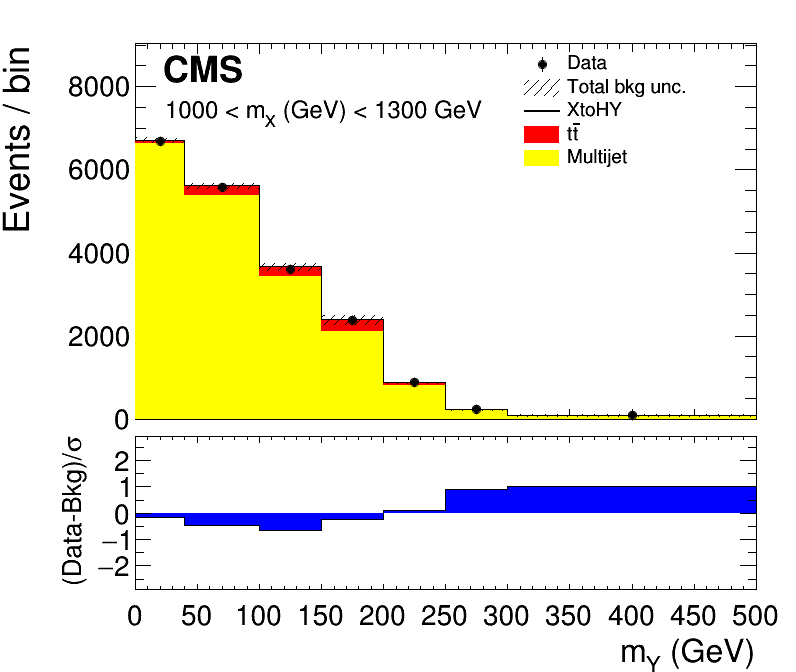 CMS
1000 < mX (GeV) < 1300 GeV
Data
Total bkg unc.
XtoHY
tt̄
Multijet
Events / bin
8000
6000
4000
2000
0
(Data-Bkg)/σ
2
1
0
−1
−2
0 50 100 150 200 250 300 350 400 450 500
mY (GeV)